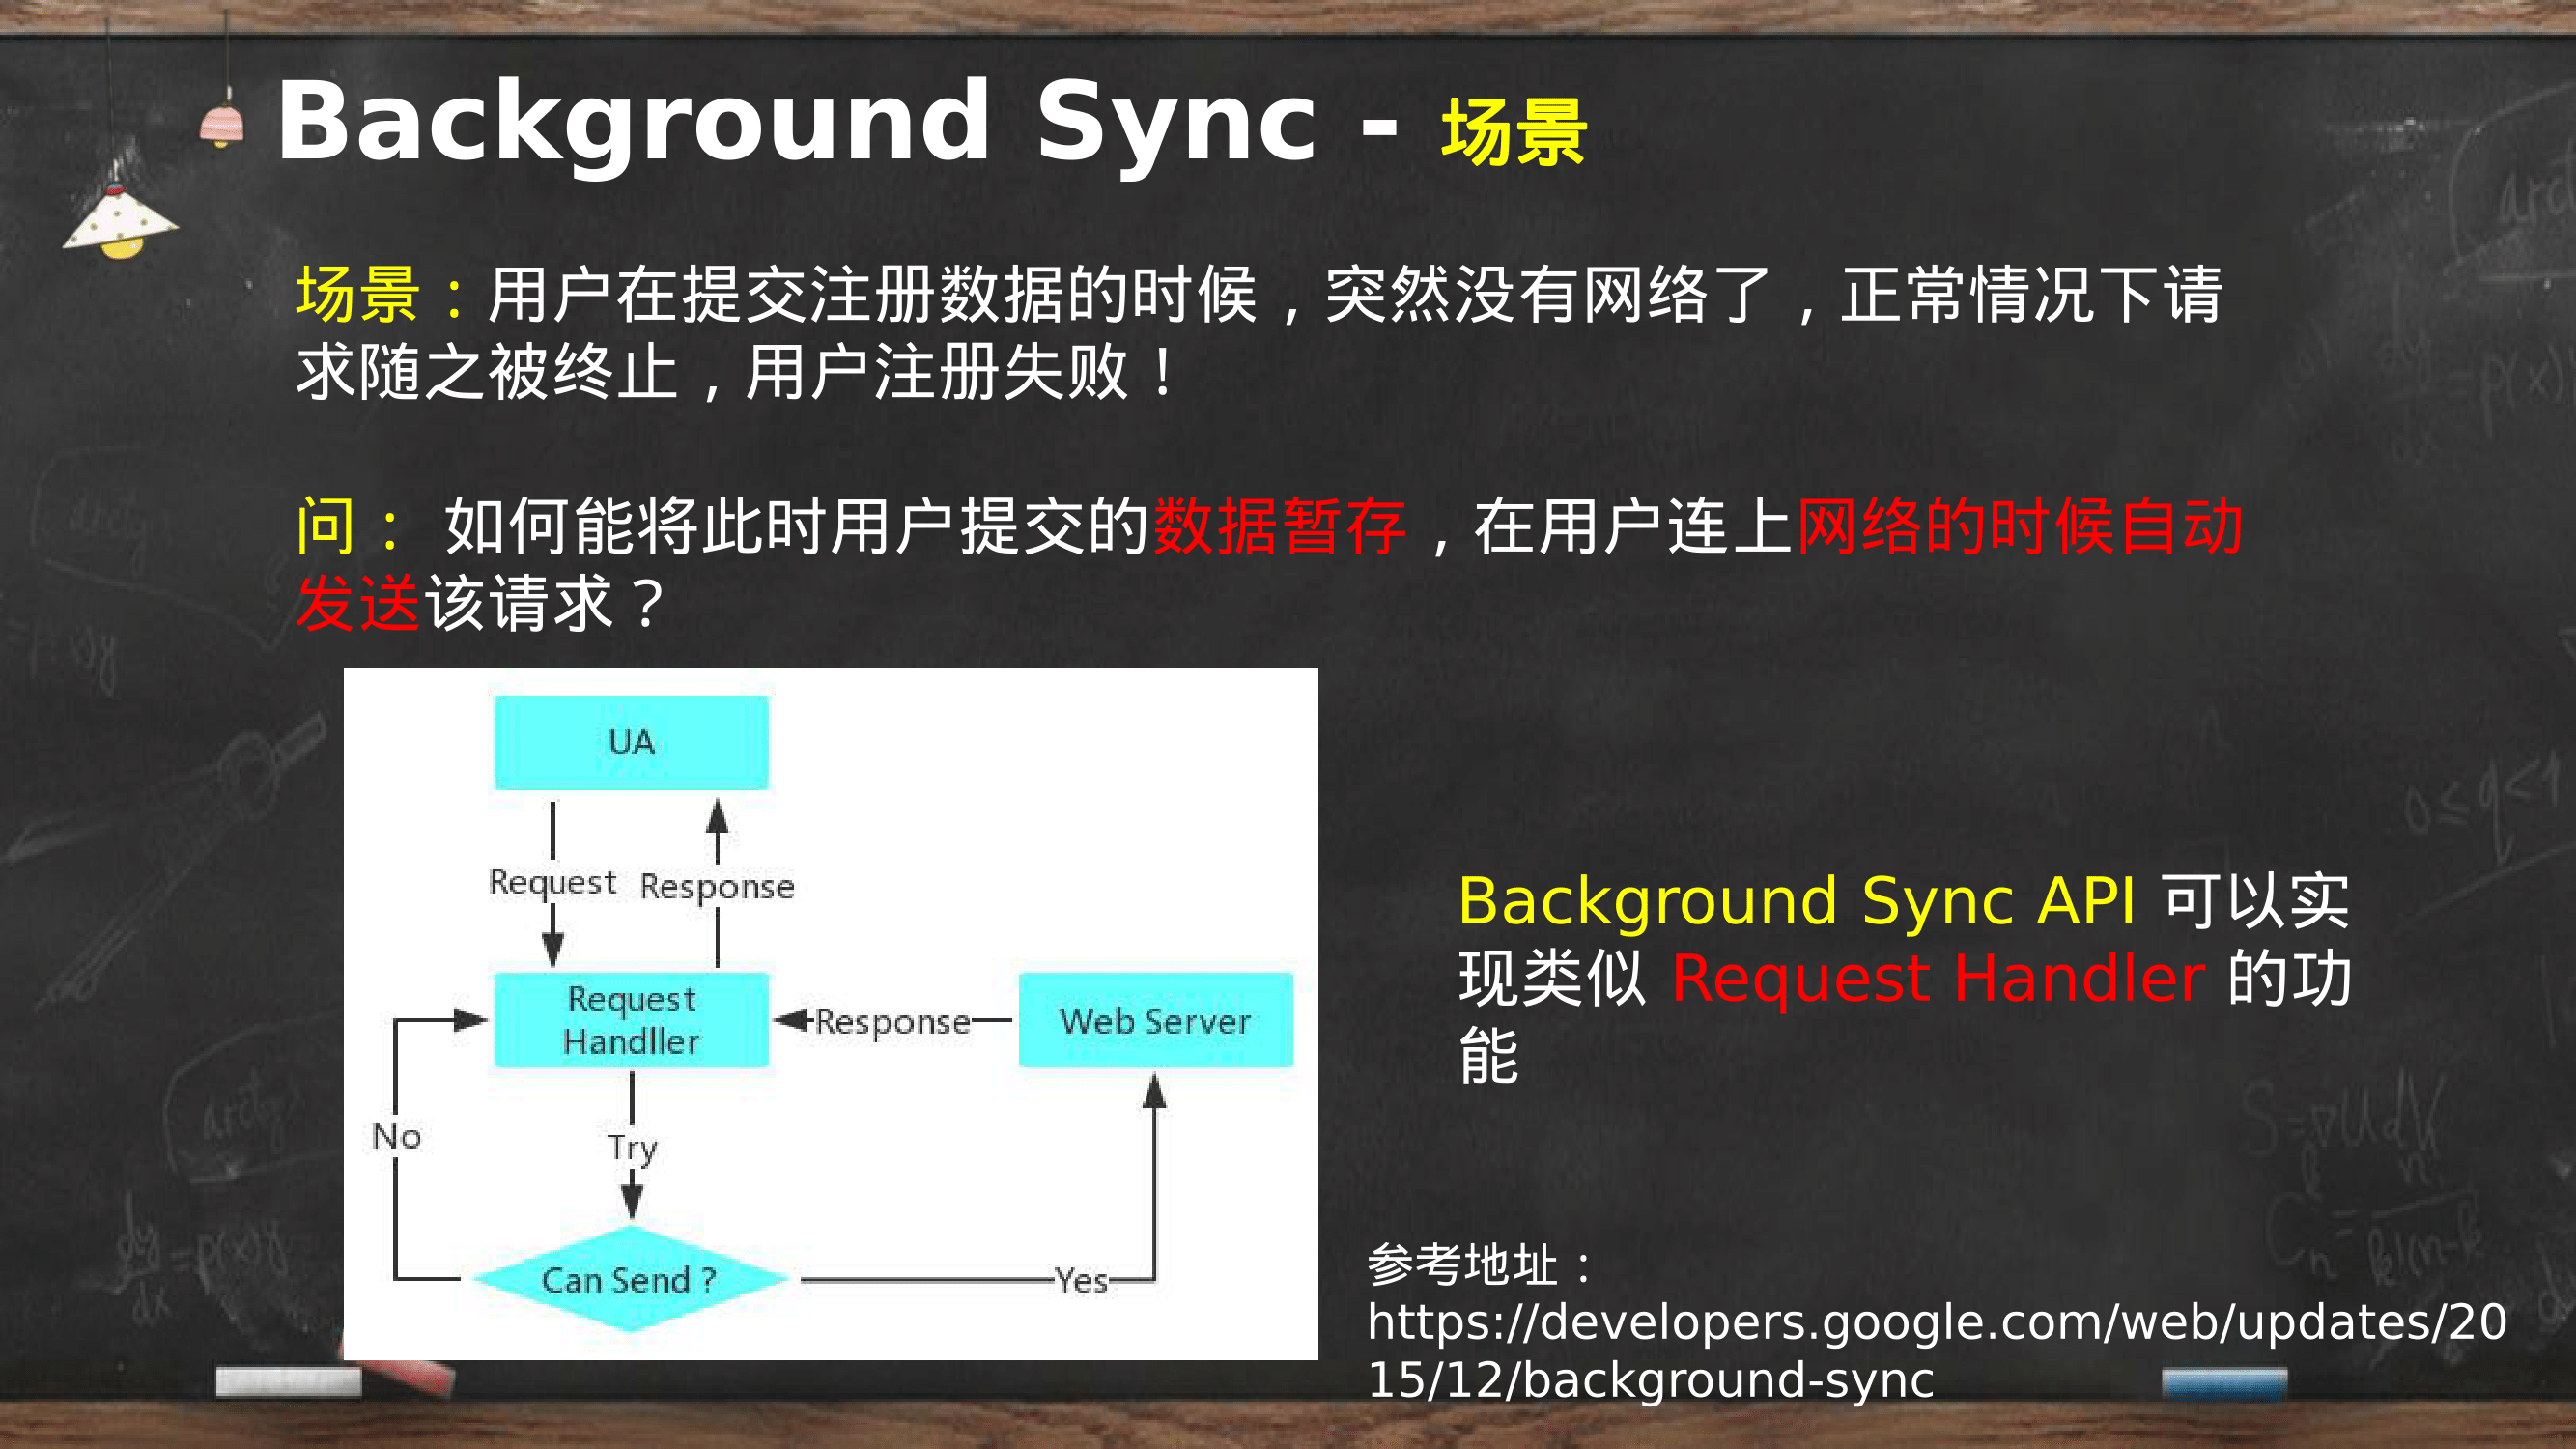 Background Sync - 场景
场景：用户在提交注册数据的时候，突然没有网络了，正常情况下请
求随之被终止，用户注册失败！
问： 如何能将此时用户提交的数据暂存，在用户连上网络的时候自动
发送该请求？
UA
Request Response
Request
Handller
Response
Web Server
No
Try
Can Send ?
Yes
Background Sync API 可以实
现类似 Request Handler 的功
能
参考地址：
https://developers.google.com/web/updates/20
15/12/background-sync